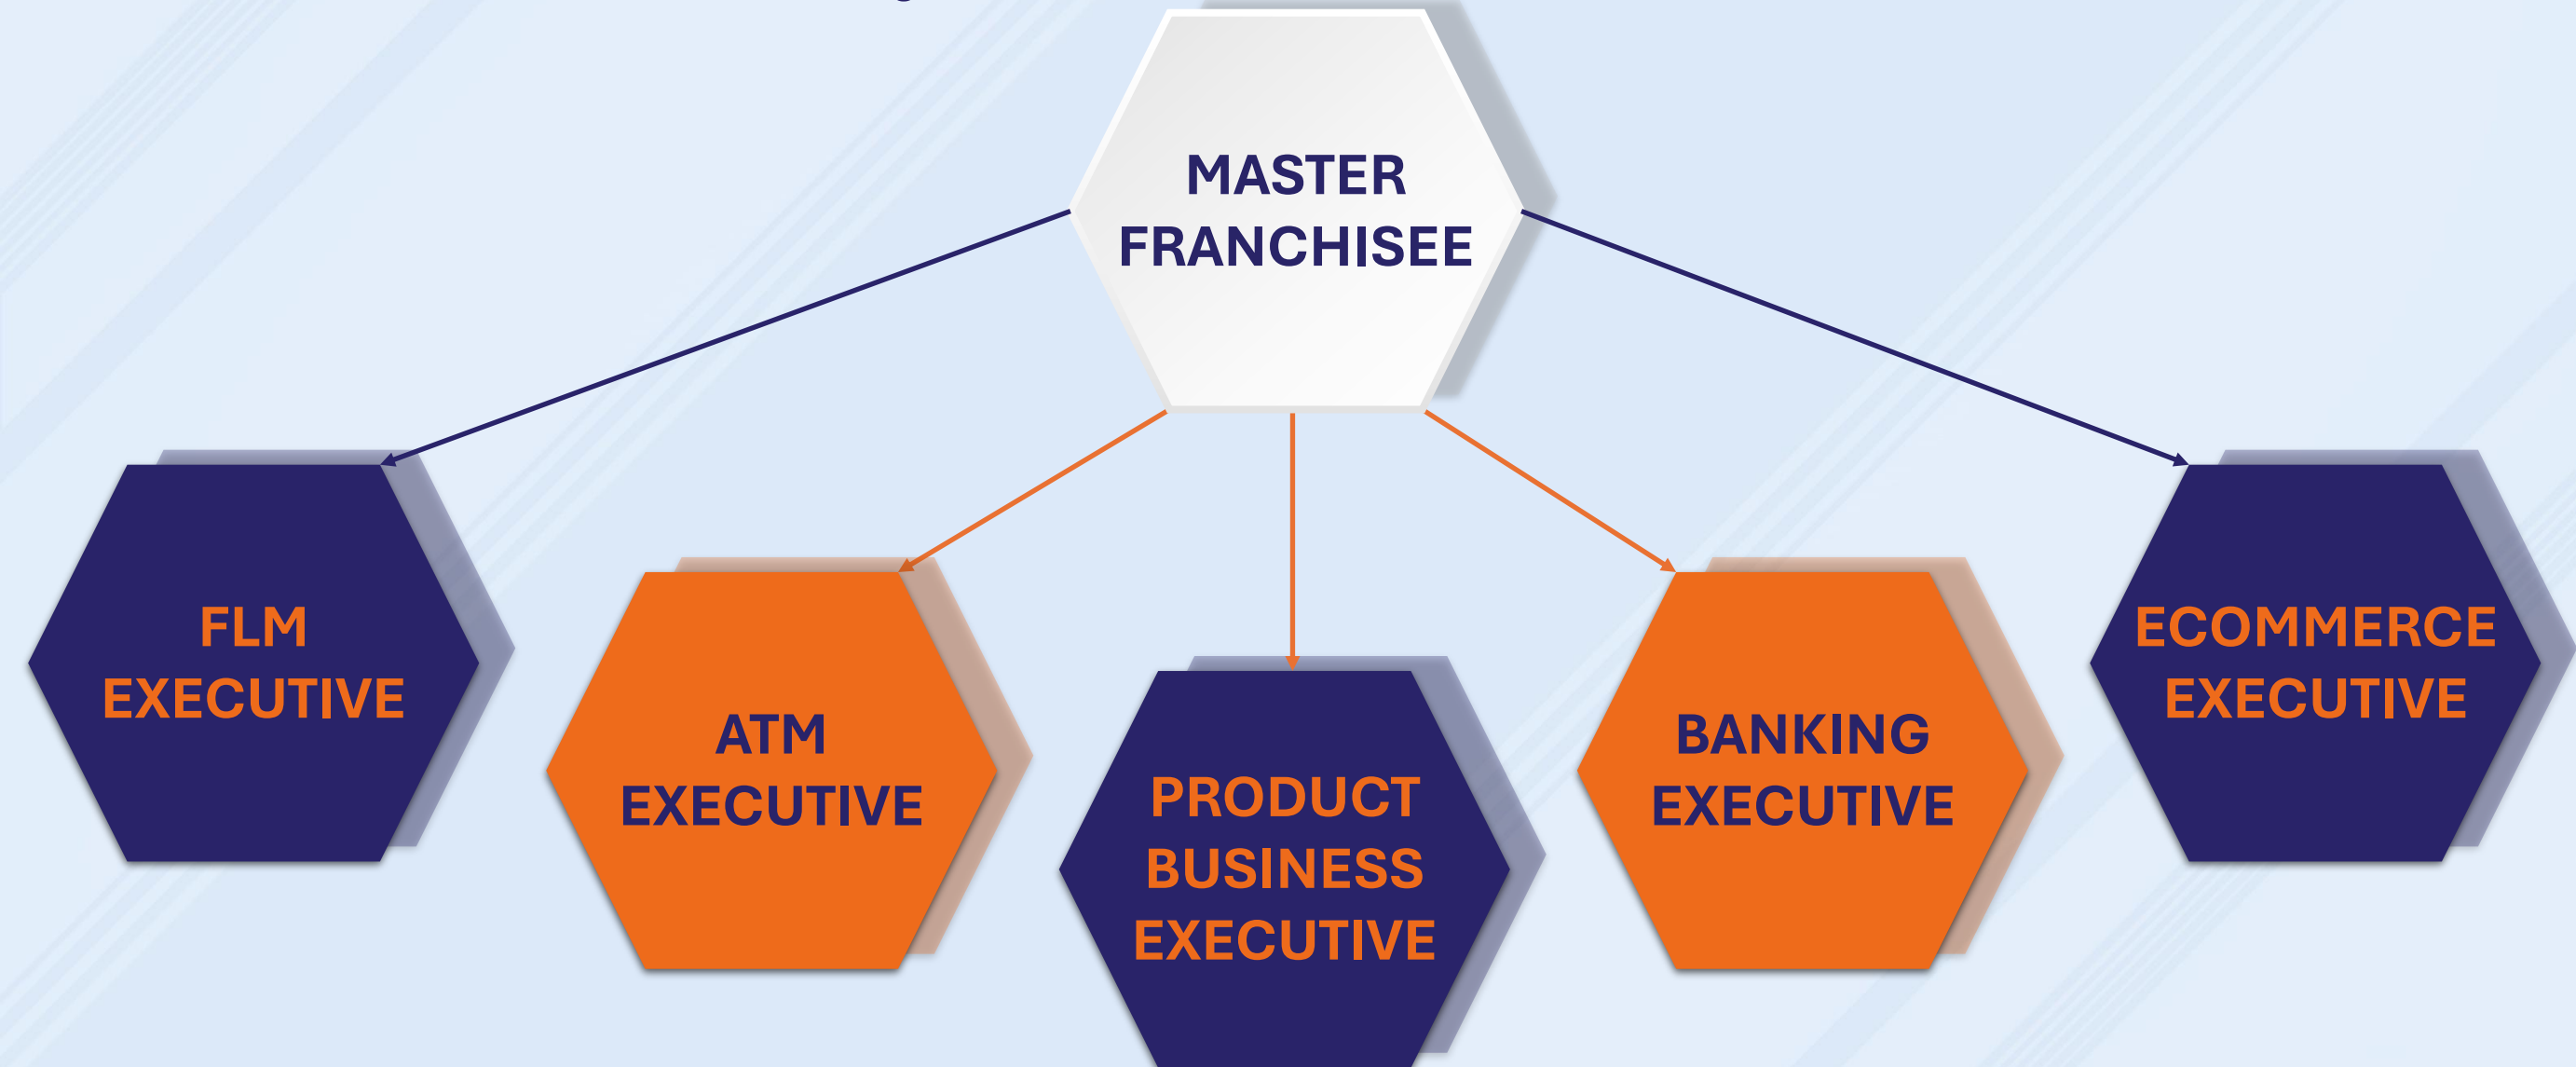 MASTER
FRANCHISEE
FLM
EXECUTIVE
ATM
EXECUTIVE
PRODUCT
BUSINESS
EXECUTIVE
BANKING
EXECUTIVE
ECOMMERCE
EXECUTIVE